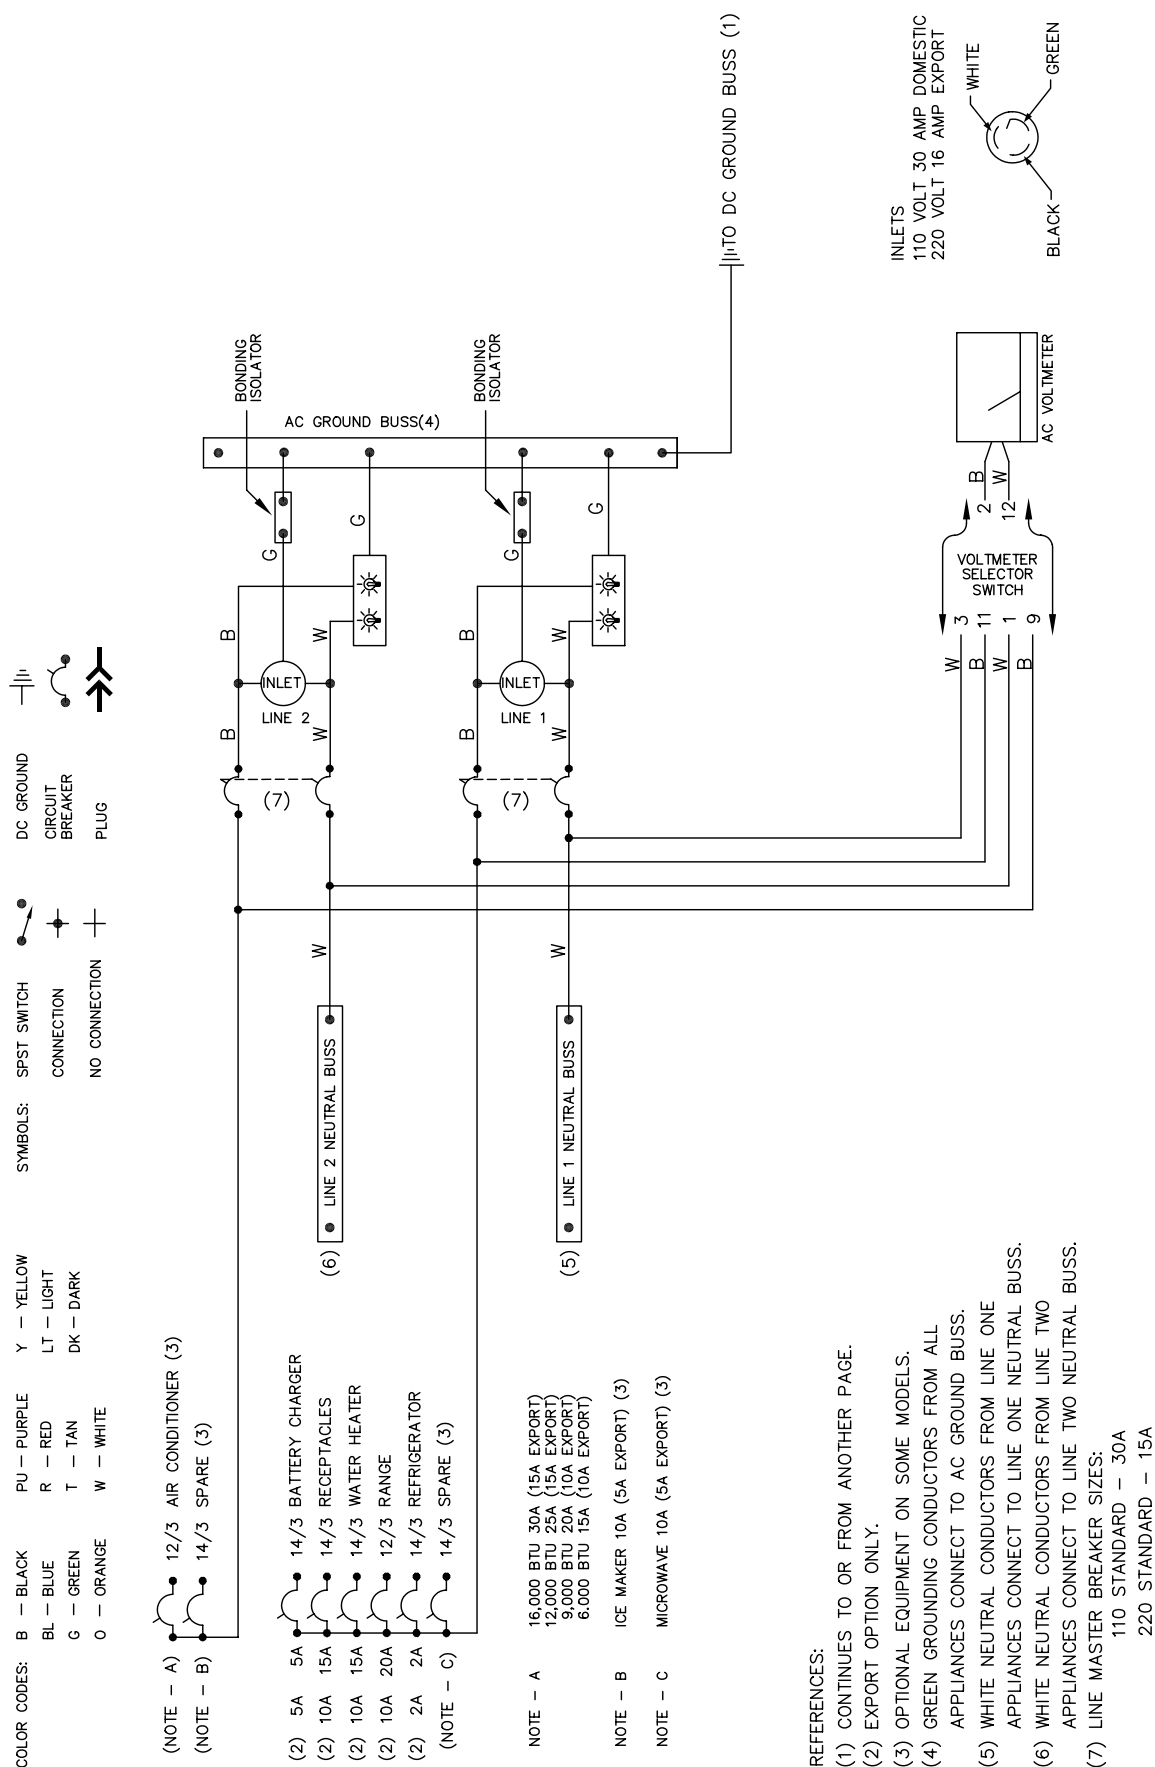 COLOR CODES:
B – BLACK
PU – PURPLE
Y – YELLOW
BL – BLUE
R – RED
LT – LIGHT
G – GREEN
T – TAN
DK – DARK
O – ORANGE
W – WHITE
SYMBOLS:
SPST SWITCH
DC GROUND
CONNECTION
CIRCUIT
BREAKER
NO CONNECTION
PLUG
(NOTE – A)
12/3 AIR CONDITIONER (3)
(NOTE – B)
14/3 SPARE (3)
(2) 5A 5A
14/3 BATTERY CHARGER
(2) 10A 15A
14/3 RECEPTACLES
(2) 10A 15A
14/3 WATER HEATER
(2) 10A 20A
12/3 RANGE
(2) 2A 2A
14/3 REFRIGERATOR
(NOTE – C)
14/3 SPARE (3)
(6)
LINE 2 NEUTRAL BUSS
W
(5)
LINE 1 NEUTRAL BUSS
W
B
W
(7)
B
W
INLET
LINE 2
G
G
BONDING
ISOLATOR
B
W
(7)
B
W
INLET
LINE 1
G
G
BONDING
ISOLATOR
AC GROUND BUSS(4)
TO DC GROUND BUSS (1)
W
B
W
B
3
11
1
9
VOLTMETER
SELECTOR
SWITCH
2
12
B
W
AC VOLTMETER
INLETS
110 VOLT 30 AMP DOMESTIC
220 VOLT 16 AMP EXPORT
WHITE
GREEN
BLACK
NOTE – A
16,000 BTU 30A (15A EXPORT)
12,000 BTU 25A (15A EXPORT)
9,000 BTU 20A (10A EXPORT)
6,000 BTU 15A (10A EXPORT)
NOTE – B
ICE MAKER 10A (5A EXPORT) (3)
NOTE – C
MICROWAVE 10A (5A EXPORT) (3)
REFERENCES:
(1) CONTINUES TO OR FROM ANOTHER PAGE.
(2) EXPORT OPTION ONLY.
(3) OPTIONAL EQUIPMENT ON SOME MODELS.
(4) GREEN GROUNDING CONDUCTORS FROM ALL
APPLIANCES CONNECT TO AC GROUND BUSS.
(5) WHITE NEUTRAL CONDUCTORS FROM LINE ONE
APPLIANCES CONNECT TO LINE ONE NEUTRAL BUSS.
(6) WHITE NEUTRAL CONDUCTORS FROM LINE TWO
APPLIANCES CONNECT TO LINE TWO NEUTRAL BUSS.
(7) LINE MASTER BREAKER SIZES:
110 STANDARD – 30A
220 STANDARD – 15A